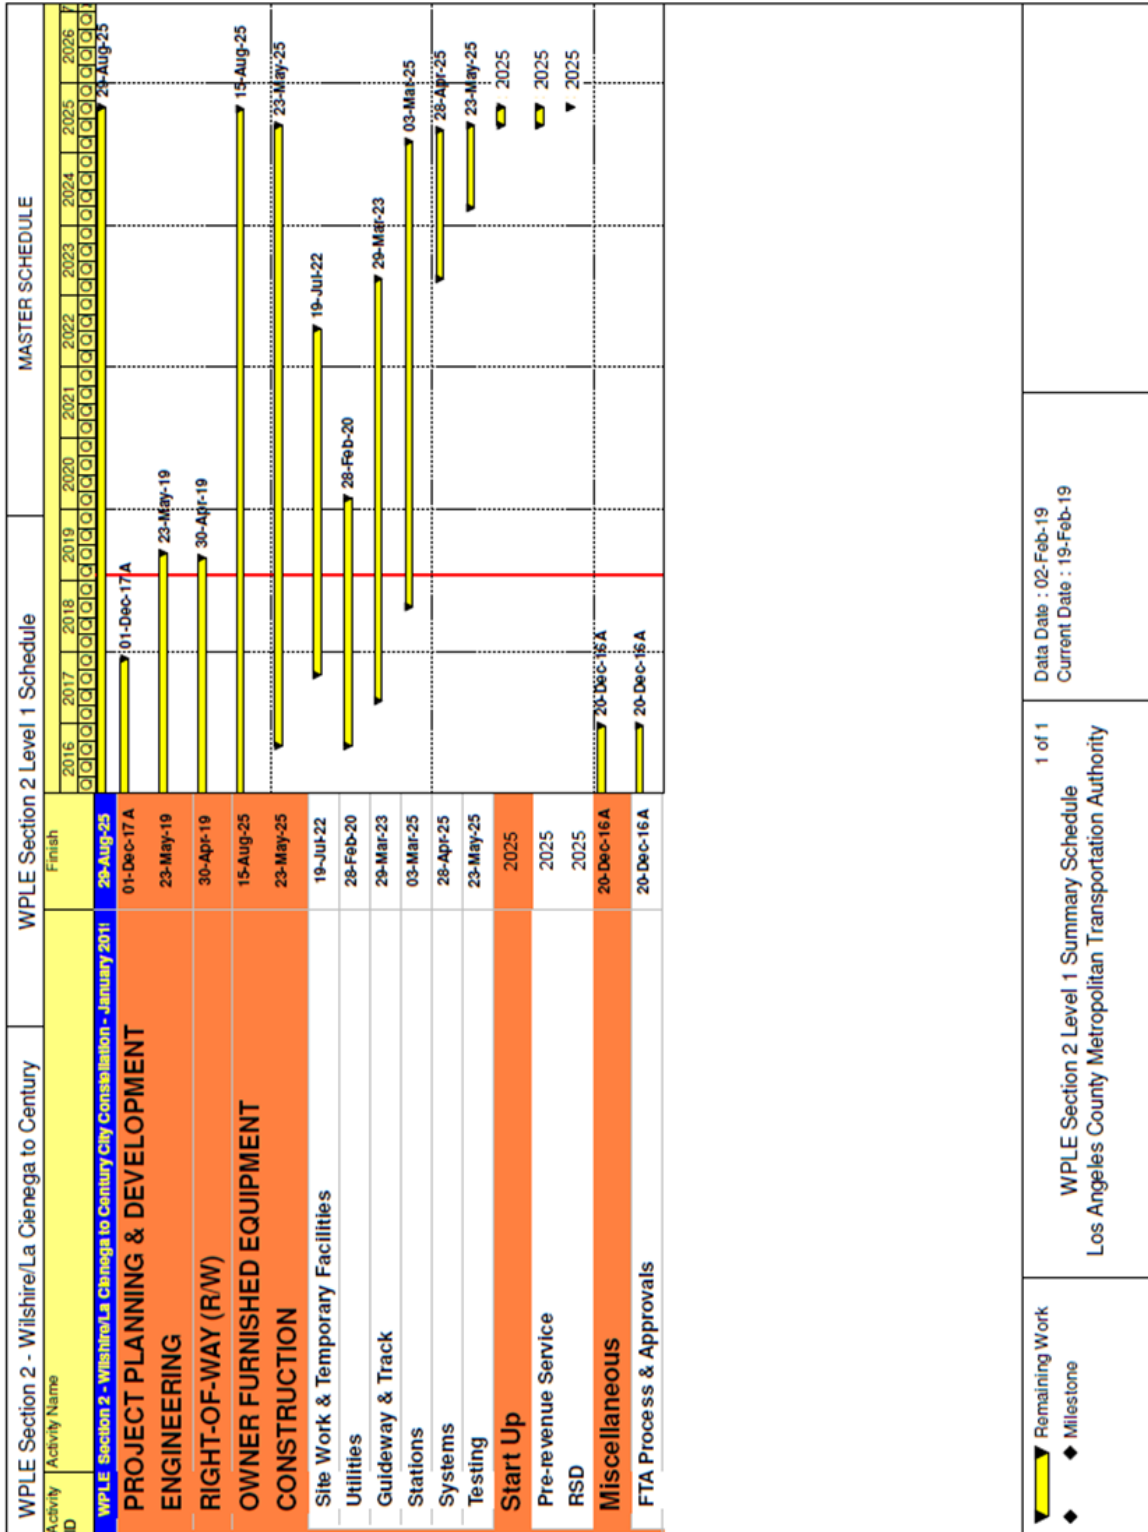 WPLE Section 2 - Wilshire/La Cienega to Century
WPLE Section 2 Level 1 Schedule
MASTER SCHEDULE
Activity ID
Activity Name
Finish
2016 2017 2018 2019 2020 2021 2022 2023 2024 2025 2026
WPLE Section 2 - Wilshire/La Cienega to Century City Constellation - January 201
29-Aug-25
29-Aug-25
PROJECT PLANNING & DEVELOPMENT
01-Dec-17 A
01-Dec-17 A
ENGINEERING
23-May-19
23-May-19
RIGHT-OF-WAY (R/W)
30-Apr-19
30-Apr-19
OWNER FURNISHED EQUIPMENT
15-Aug-25
15-Aug-25
CONSTRUCTION
23-May-25
23-May-25
Site Work & Temporary Facilities
19-Jul-22
19-Jul-22
Utilities
28-Feb-20
28-Feb-20
Guideway & Track
29-Mar-23
29-Mar-23
Stations
03-Mar-25
03-Mar-25
Systems
28-Apr-25
28-Apr-25
Testing
23-May-25
23-May-25
Start Up
2025
2025
Pre-revenue Service
2025
2025
RSD
2025
2025
Miscellaneous
20-Dec-16 A
20-Dec-16 A
FTA Process & Approvals
20-Dec-16 A
20-Dec-16 A
Remaining Work
Milestone
1 of 1
WPLE Section 2 Level 1 Summary Schedule
Los Angeles County Metropolitan Transportation Authority
Data Date : 02-Feb-19
Current Date : 19-Feb-19